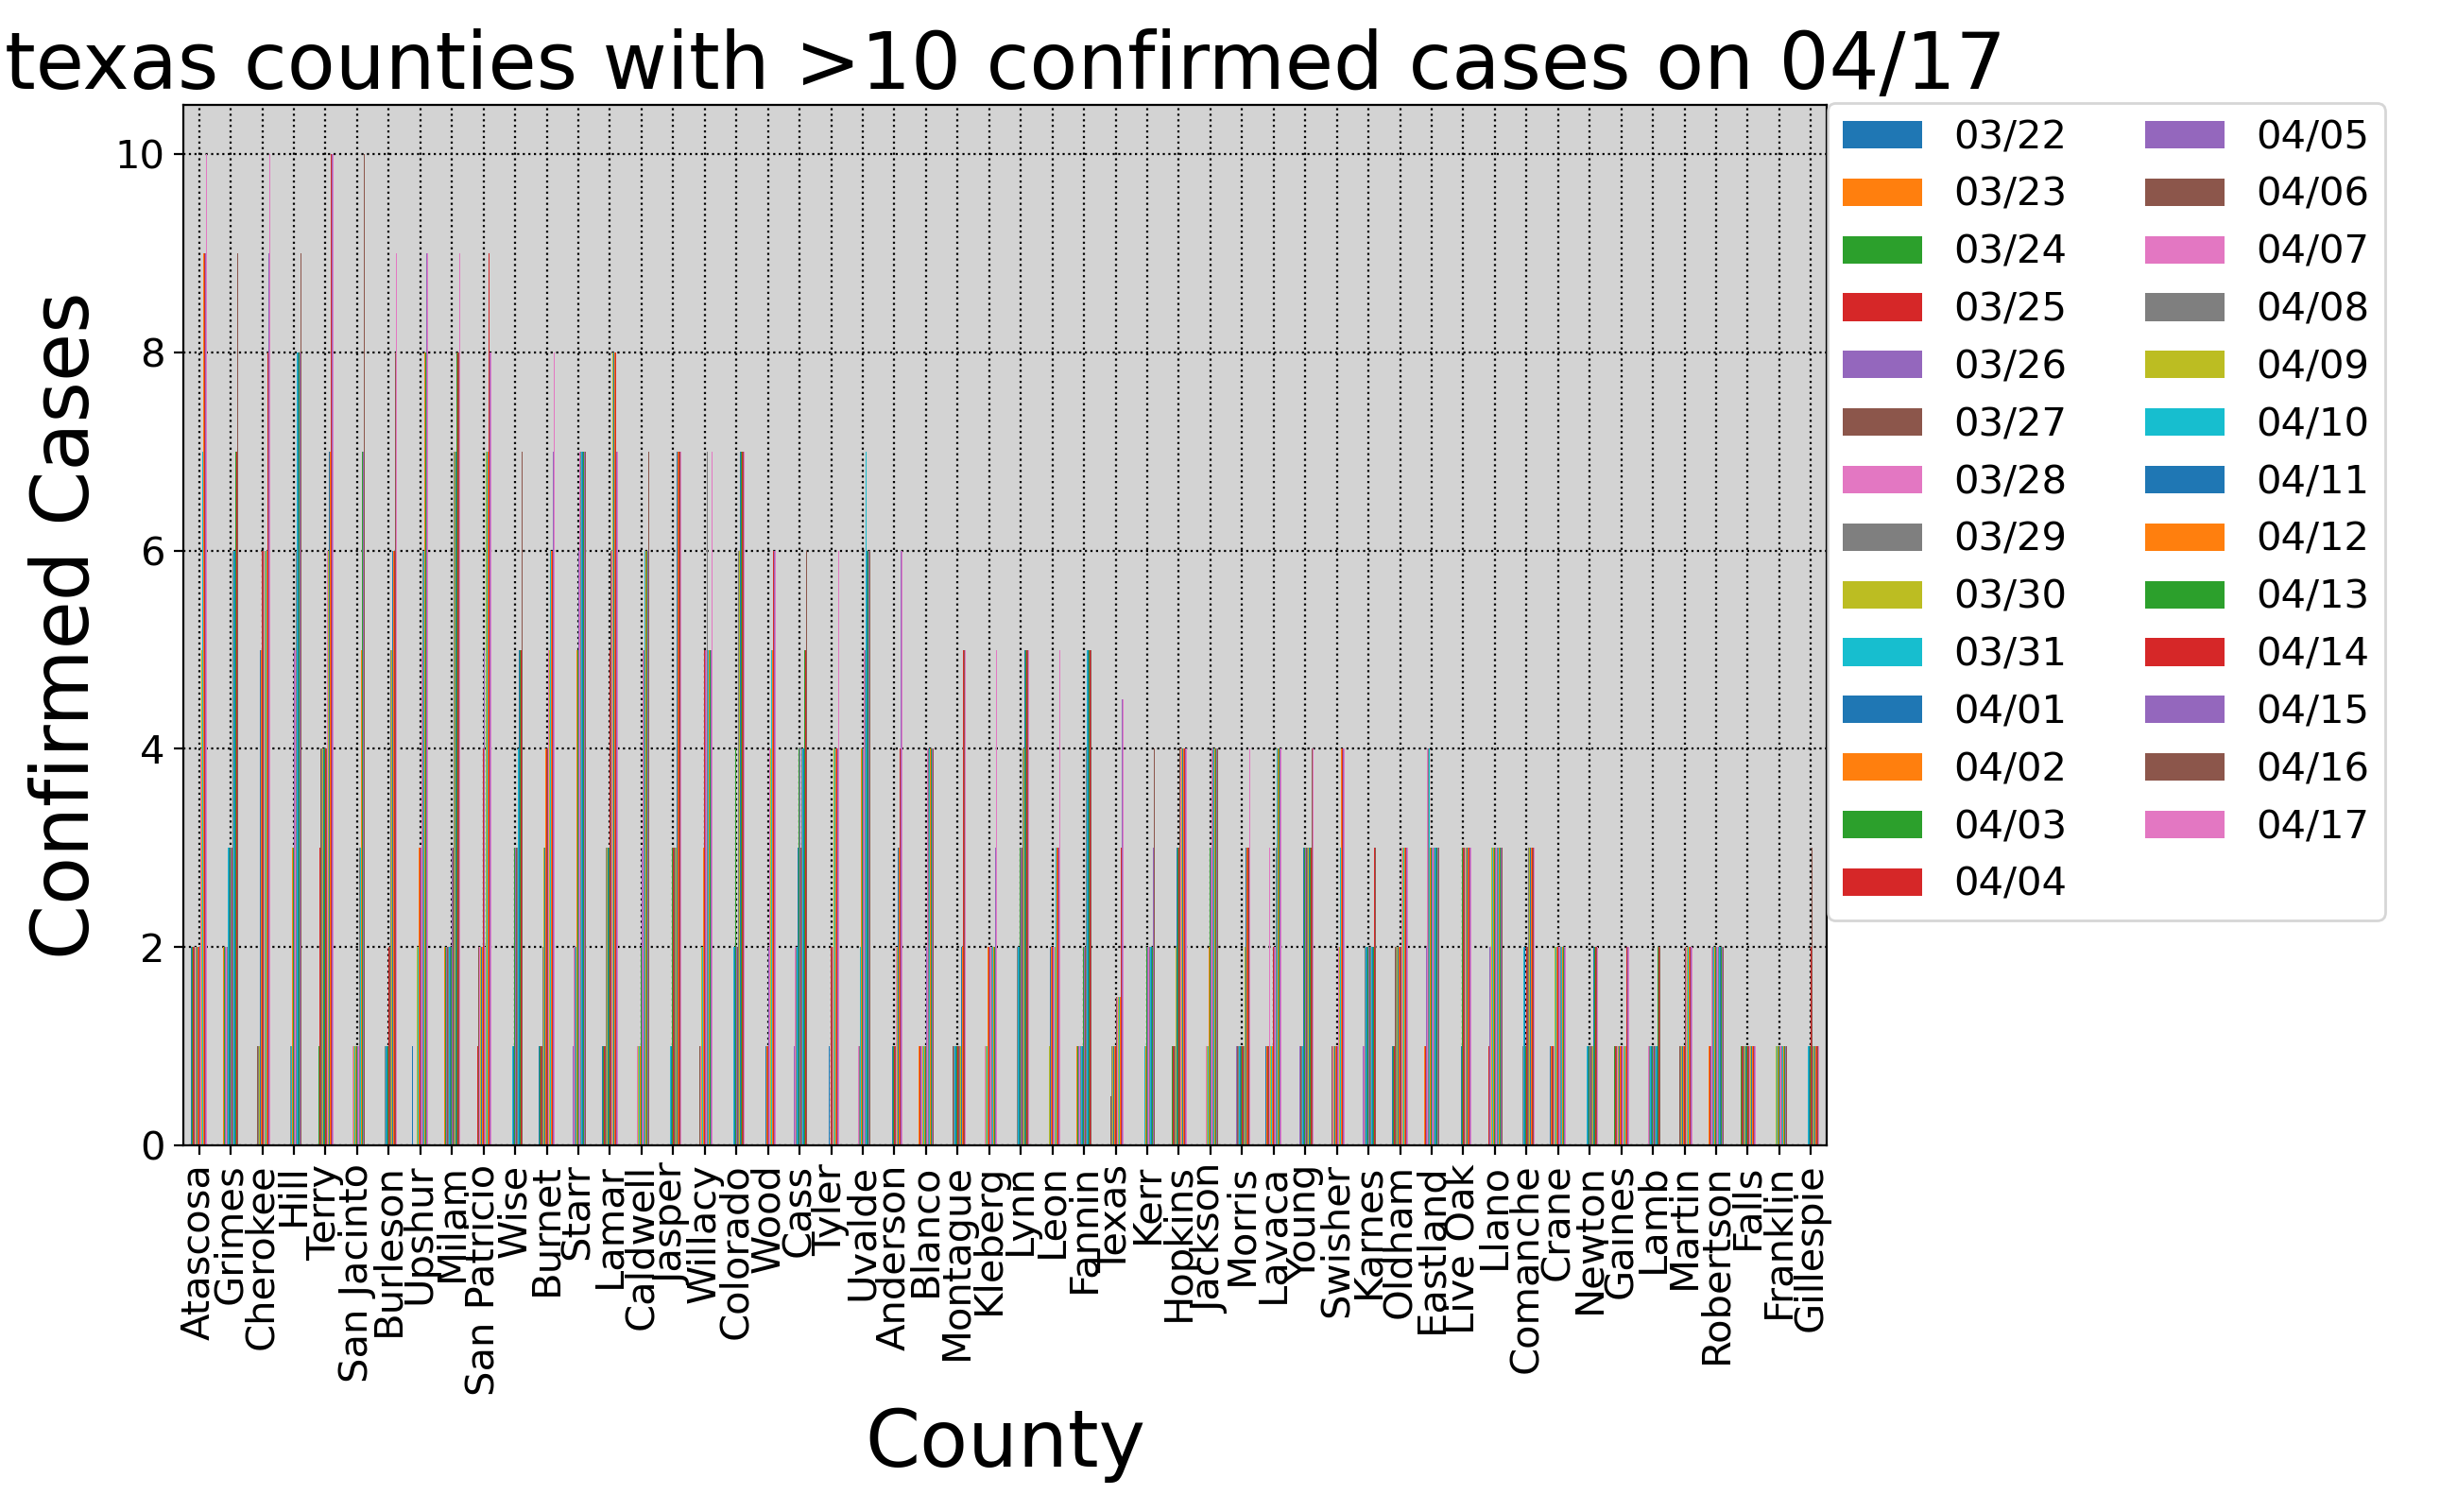 texas counties with >10 confirmed cases on 04/17
Confirmed Cases
10
8
6
4
2
0
Atascosa
Grimes
Cherokee
Hill
Terry
San Jacinto
Burleson
Upshur
Milam
San Patricio
Wise
Burnet
Starr
Lamar
Caldwell
Jasper
Willacy
Colorado
Wood
Cass
Tyler
Uvalde
Anderson
Blanco
Montague
Kleberg
Lynn
Leon
Fannin
Texas
Kerr
Hopkins
Jackson
Morris
Lavaca
Young
Swisher
Karnes
Oldham
Eastland
Live Oak
Llano
Comanche
Crane
Newton
Gaines
Lamb
Martin
Robertson
Falls
Franklin
Gillespie
County
03/22
03/23
03/24
03/25
03/26
03/27
03/28
03/29
03/30
03/31
04/01
04/02
04/03
04/04
04/05
04/06
04/07
04/08
04/09
04/10
04/11
04/12
04/13
04/14
04/15
04/16
04/17